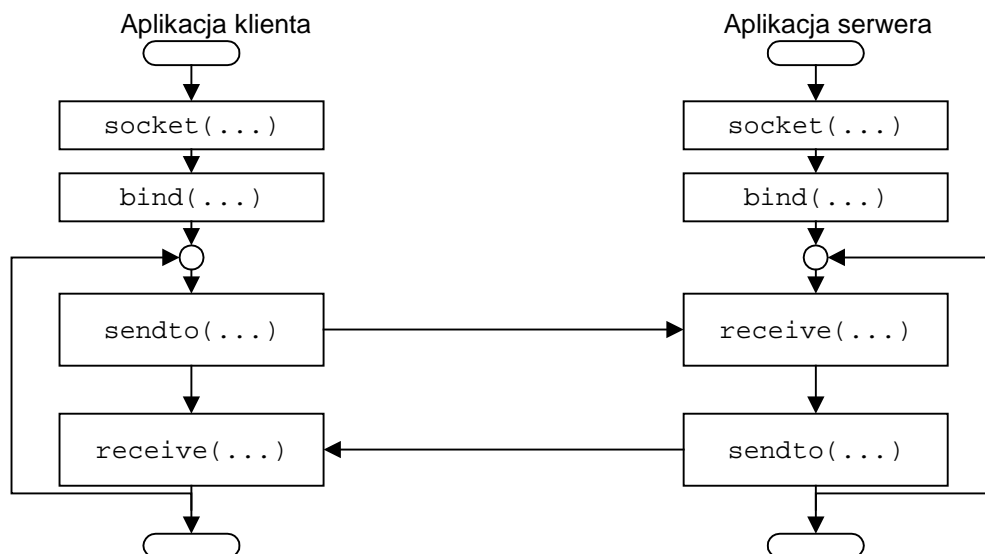 Aplikacja klienta
socket(...)
bind(...)
sendto(...)
receive(...)
Aplikacja serwera
socket(...)
bind(...)
receive(...)
sendto(...)